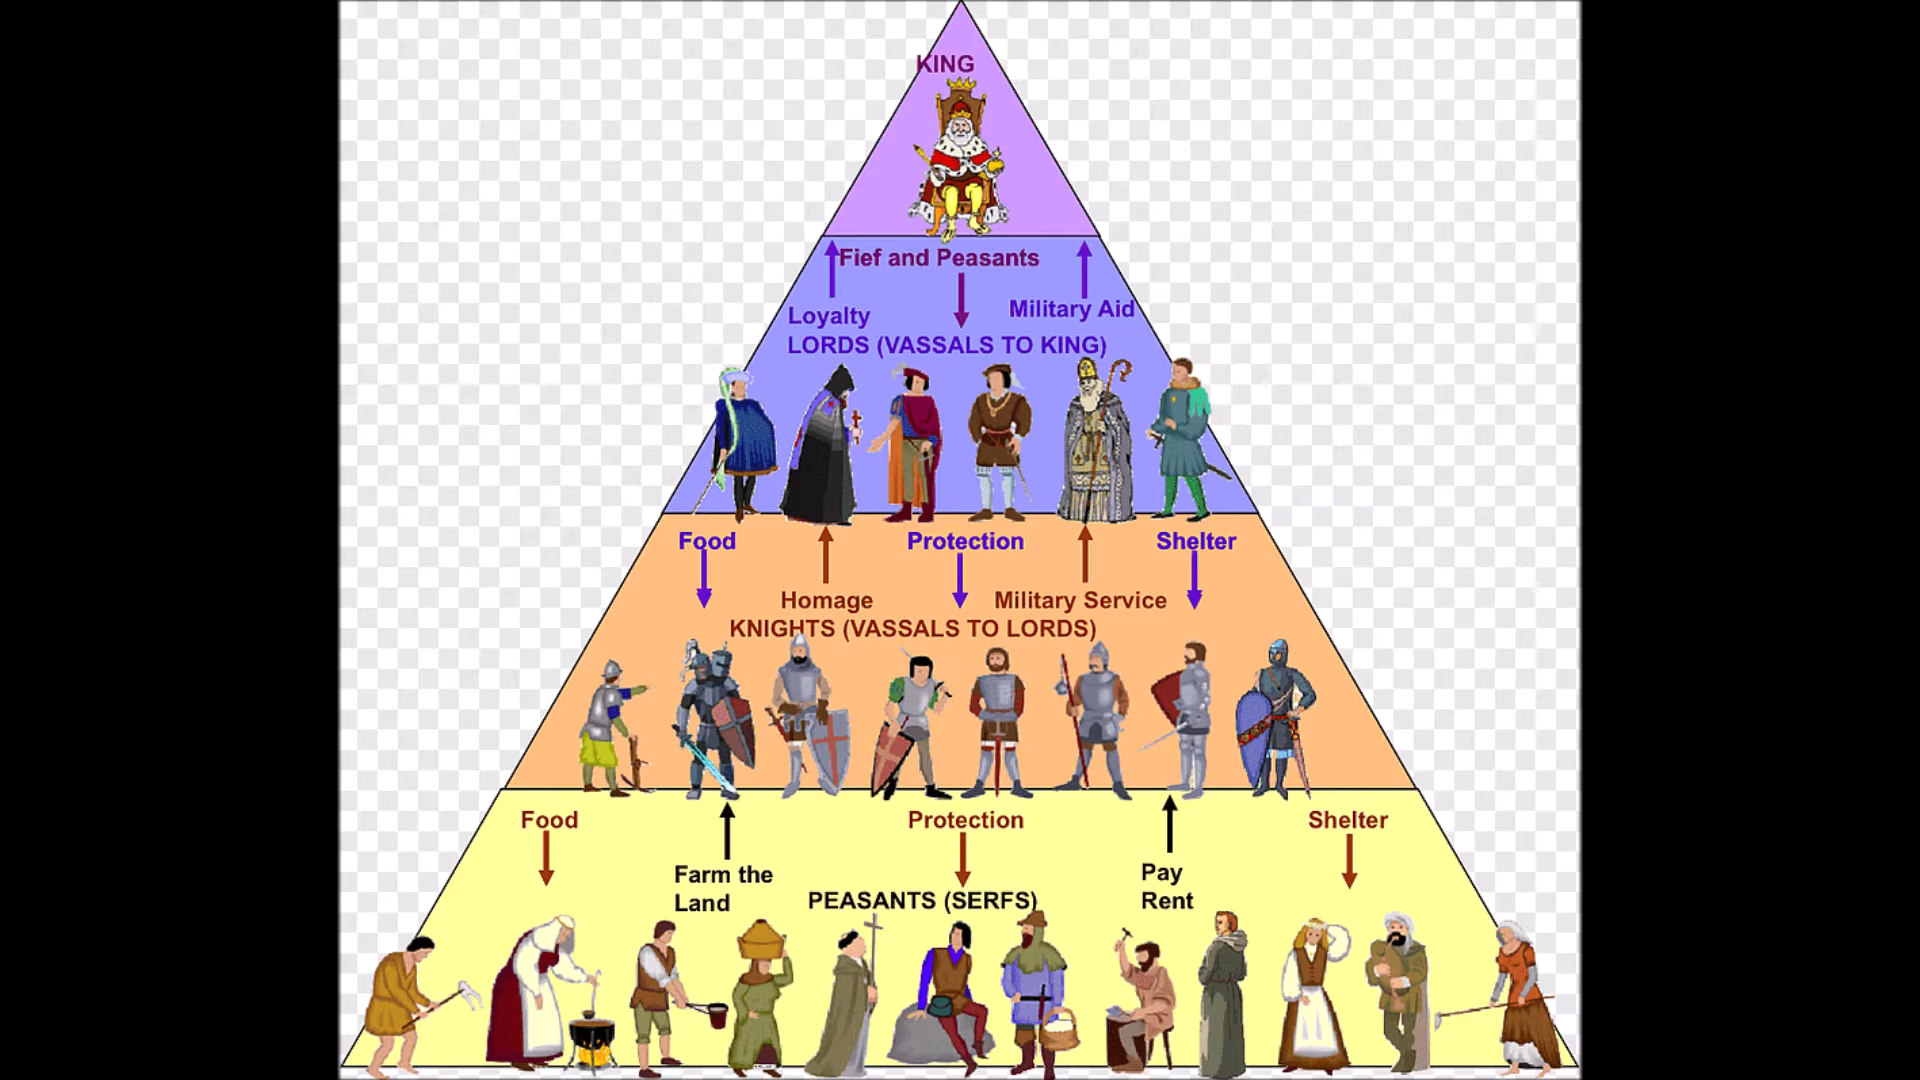 KING
Fief and Peasants
Loyalty
Military Aid
LORDS (VASSALS TO KING)
Food
Protection
Shelter
Homage
Military Service
KNIGHTS (VASSALS TO LORDS)
Food
Protection
Shelter
Farm the
Land
Pay
Rent
PEASANTS (SERFS)